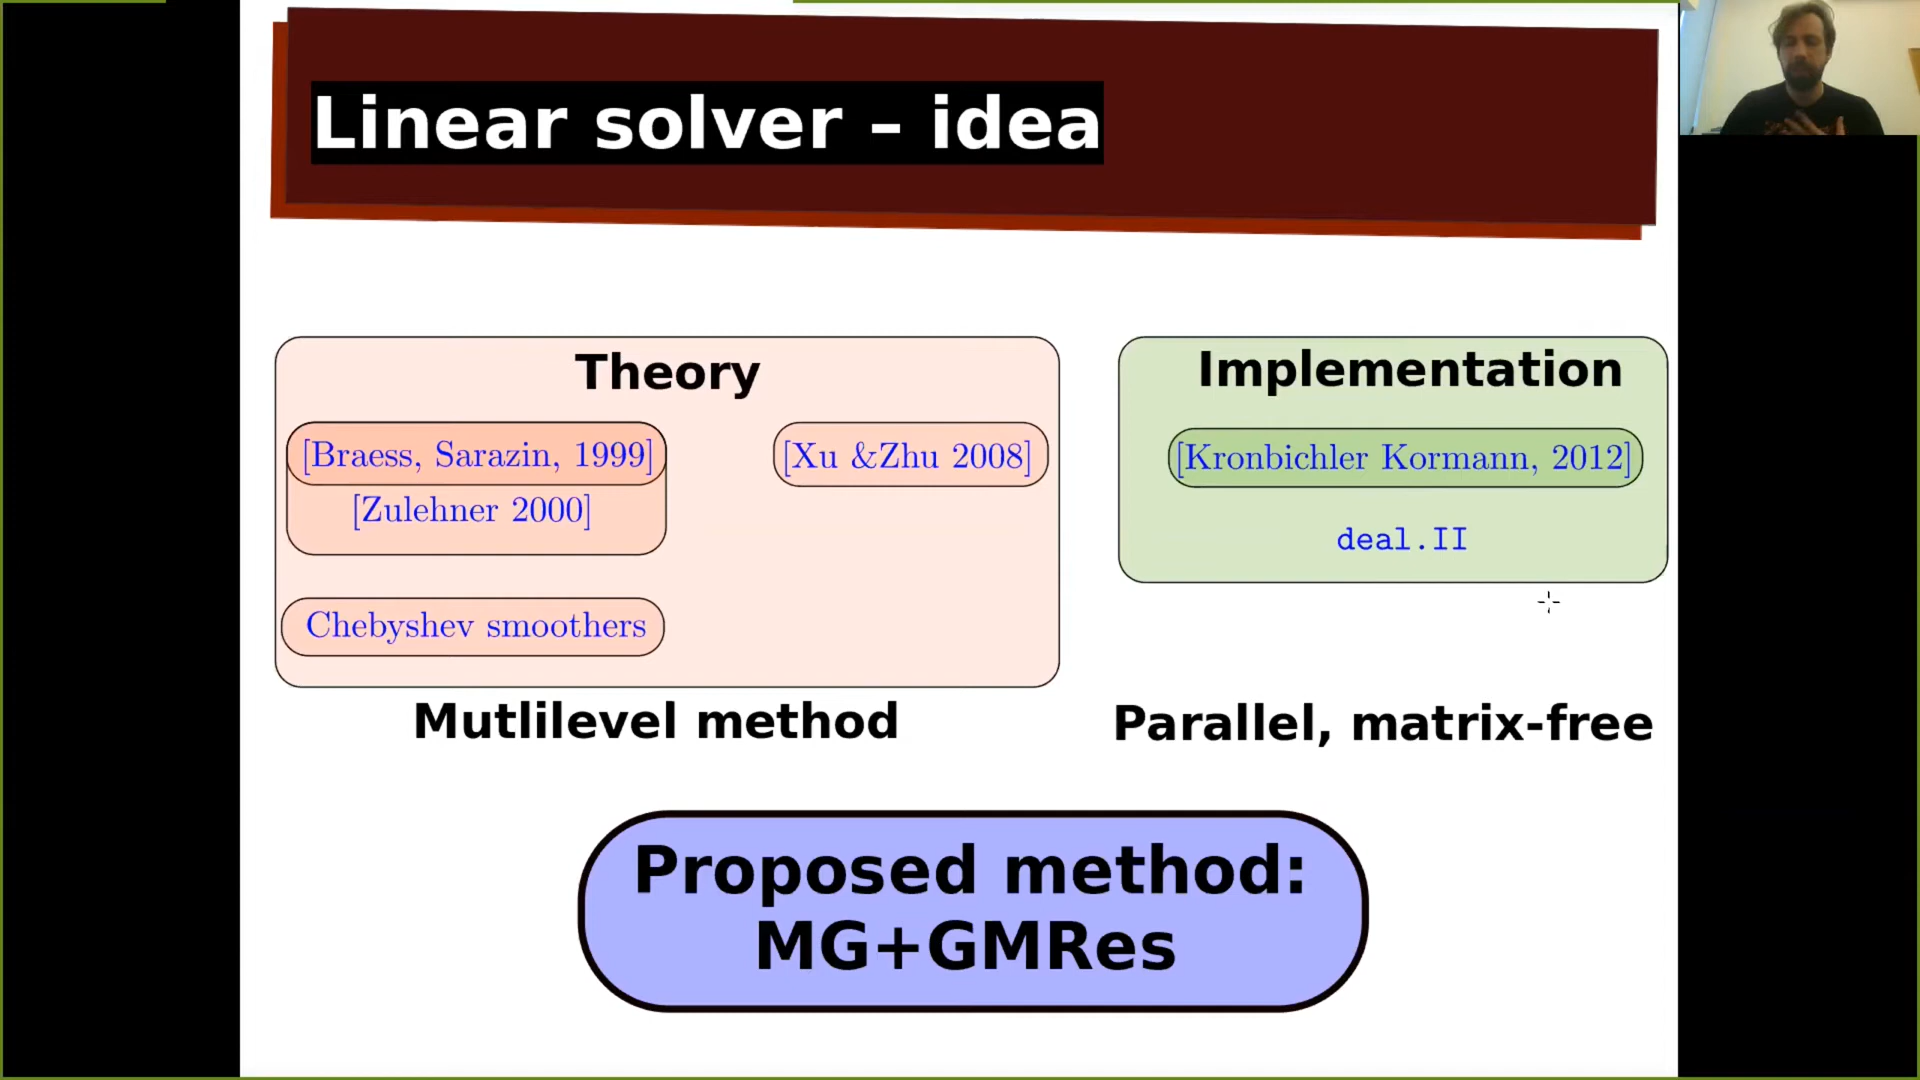 Linear solver – idea
Theory
[Braess, Sarazin, 1999]
[Xu &Zhu 2008]
[Zulehner 2000]
Chebyshev smoothers
Mutlilevel method
Implementation
[Kronbichler Kormann, 2012]
deal.II
Parallel, matrix-free
Proposed method:
MG+GMRes